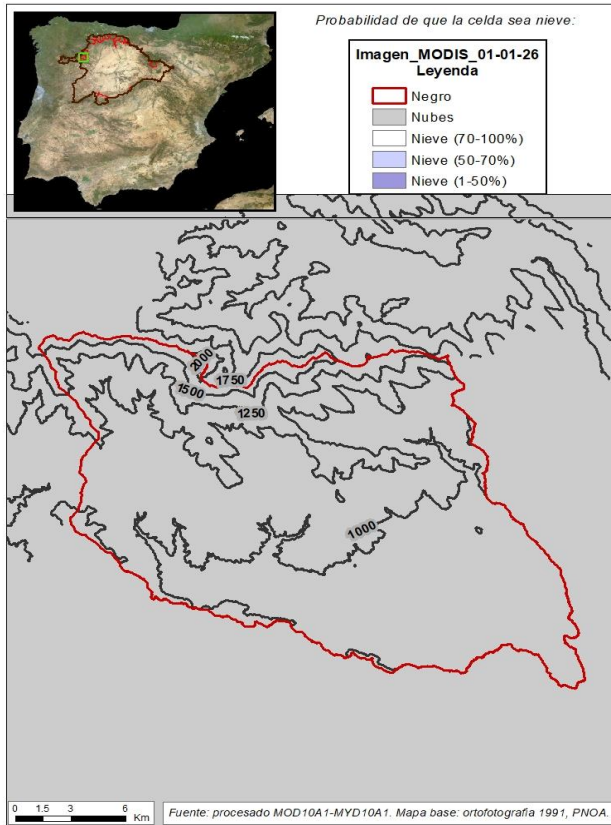 Probabilidad de que la celda sea nieve:
Imagen_MODIS_01-01-26
Leyenda
Negro
Nubes
Nieve (70-100%)
Nieve (50-70%)
Nieve (1-50%)
2000
1750
1500
1250
1000
0 1.5 3 6
Km
Fuente: procesado MOD10A1-MYD10A1. Mapa base: ortofotografia 1991, PNOA.